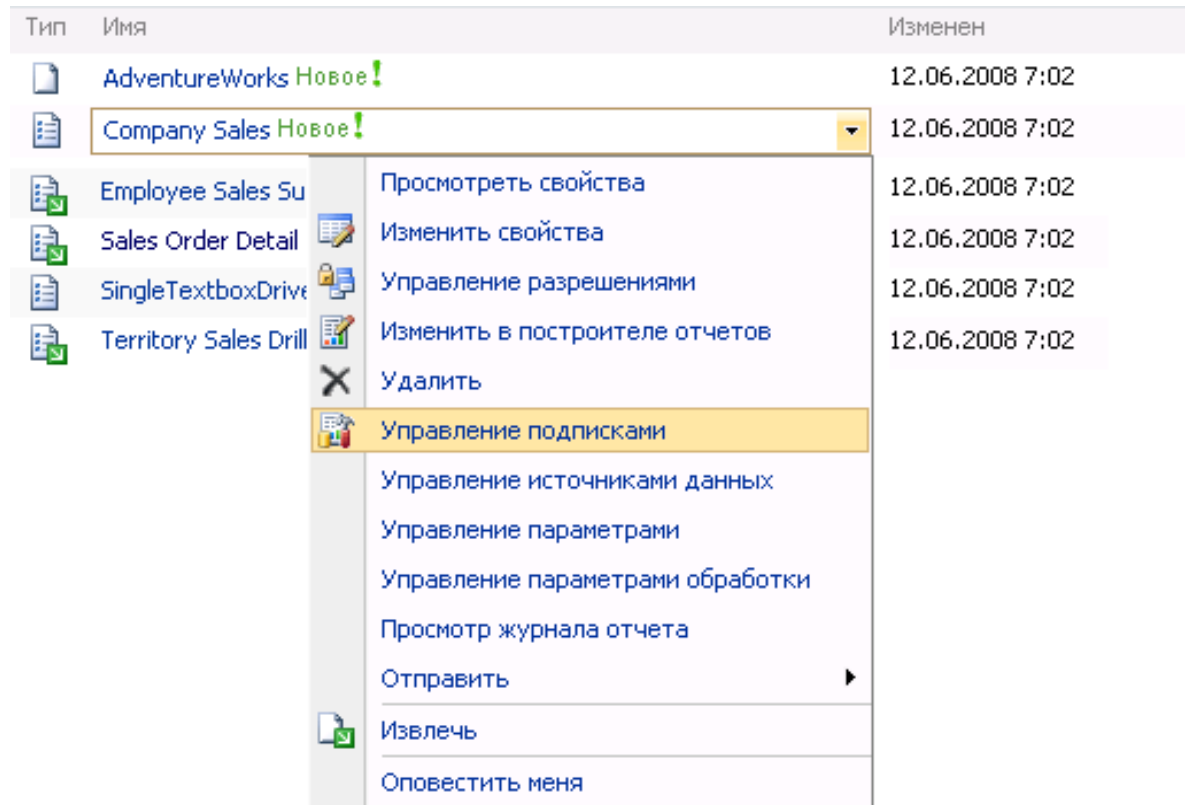 Тип Имя Изменен
AdventureWorks Новое! 12.06.2008 7:02
Company Sales Новое! 12.06.2008 7:02
Employee Sales Su 12.06.2008 7:02
Sales Order Detail 12.06.2008 7:02
SingleTextboxDrive 12.06.2008 7:02
Territory Sales Drill 12.06.2008 7:02
Просмотреть свойства
Изменить свойства
Управление разрешениями
Изменить в построителе отчетов
Удалить
Управление подписками
Управление источниками данных
Управление параметрами
Управление параметрами обработки
Просмотр журнала отчета
Отправить
Извлечь
Оповестить меня